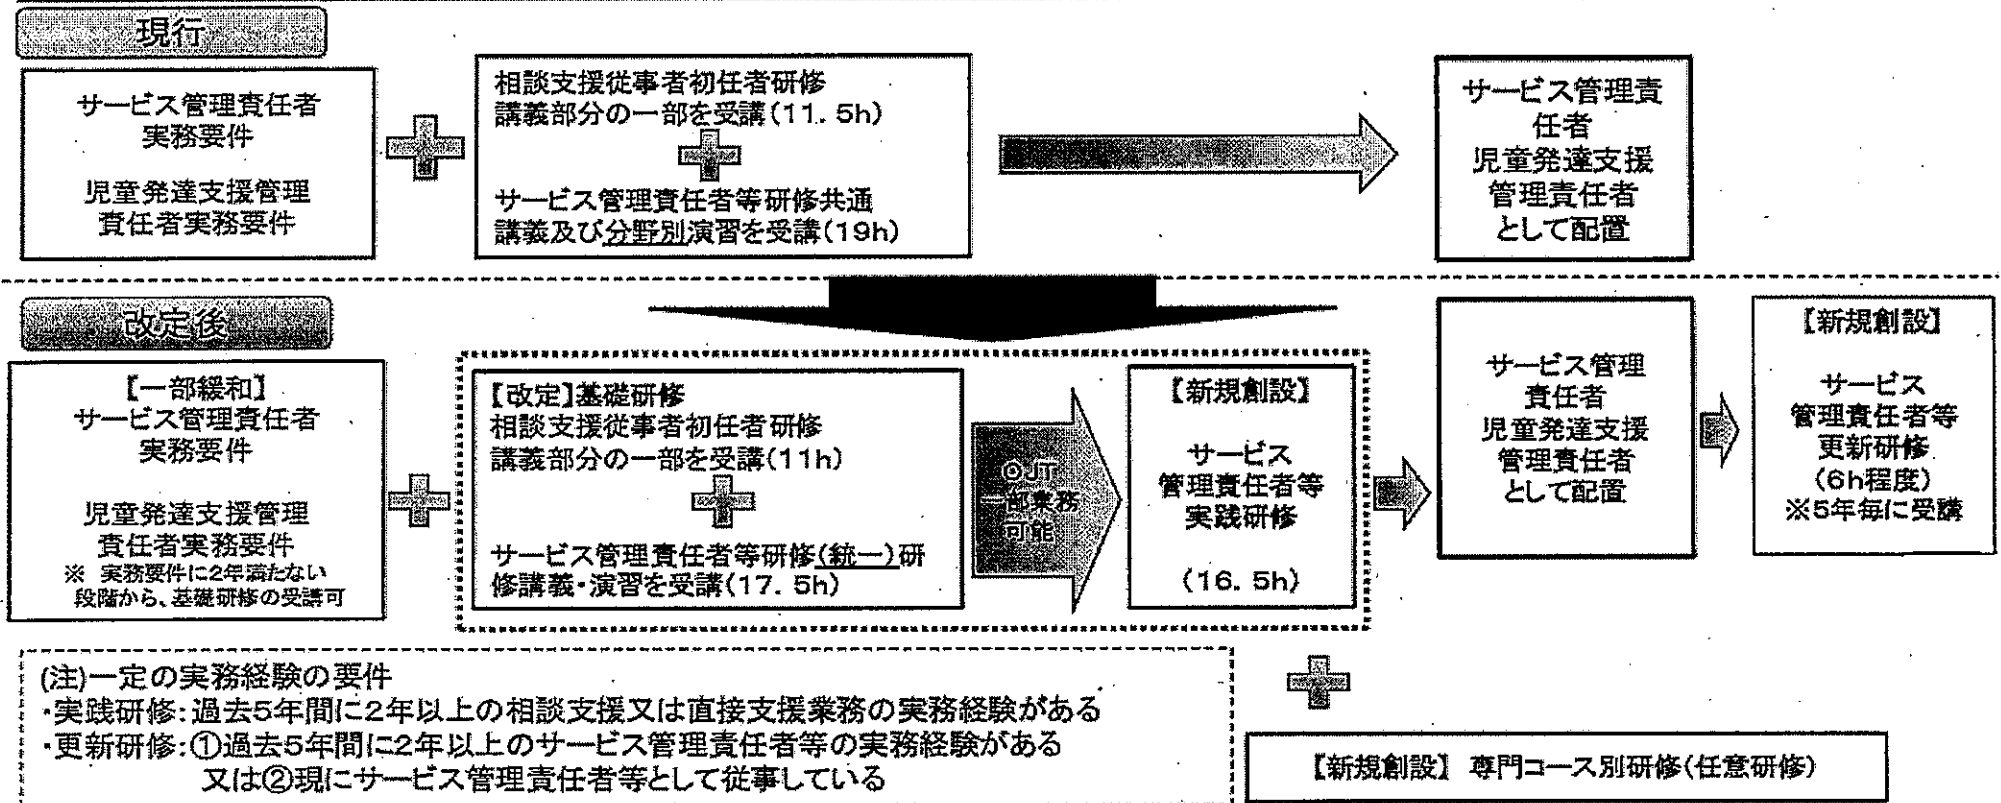 現行
サービス管理責任者
実務要件
児童発達支援管理
責任者実務要件
相談支援従事者初任者研修
講義部分の一部を受講(11．5h)
サービス管理責任者等研修共通
講義及び分野別演習を受講(19h)
サービス管理責
任者
児童発達支援
管理責任者
として配置
改定後
【一部緩和】
サービス管理責任者
実務要件
児童発達支援管理
責任者実務要件
※ 実務要件に2年満たない
段階から、基礎研修の受講可
【改定】基礎研修
相談支援従事者初任者研修
講義部分の一部を受講(11h)
サービス管理責任者等研修(統一)研
修講義・演習を受講(17．5h)
OJT
部業務
可能
【新規創設】
サービス
管理責任者等
実践研修
(16．5h)
サービス管理
責任者
児童発達支援
管理責任者
として配置
【新規創設】
サービス
管理責任者等
更新研修
(6h程度)
※5年毎に受講
(注)一定の実務経験の要件
・実践研修：過去5年間に2年以上の相談支援又は直接支援業務の実務経験がある
・更新研修：①過去5年間に2年以上のサービス管理責任者等の実務経験がある
又は②現にサービス管理責任者等として従事している
【新規創設】 専門コース別研修(任意研修)